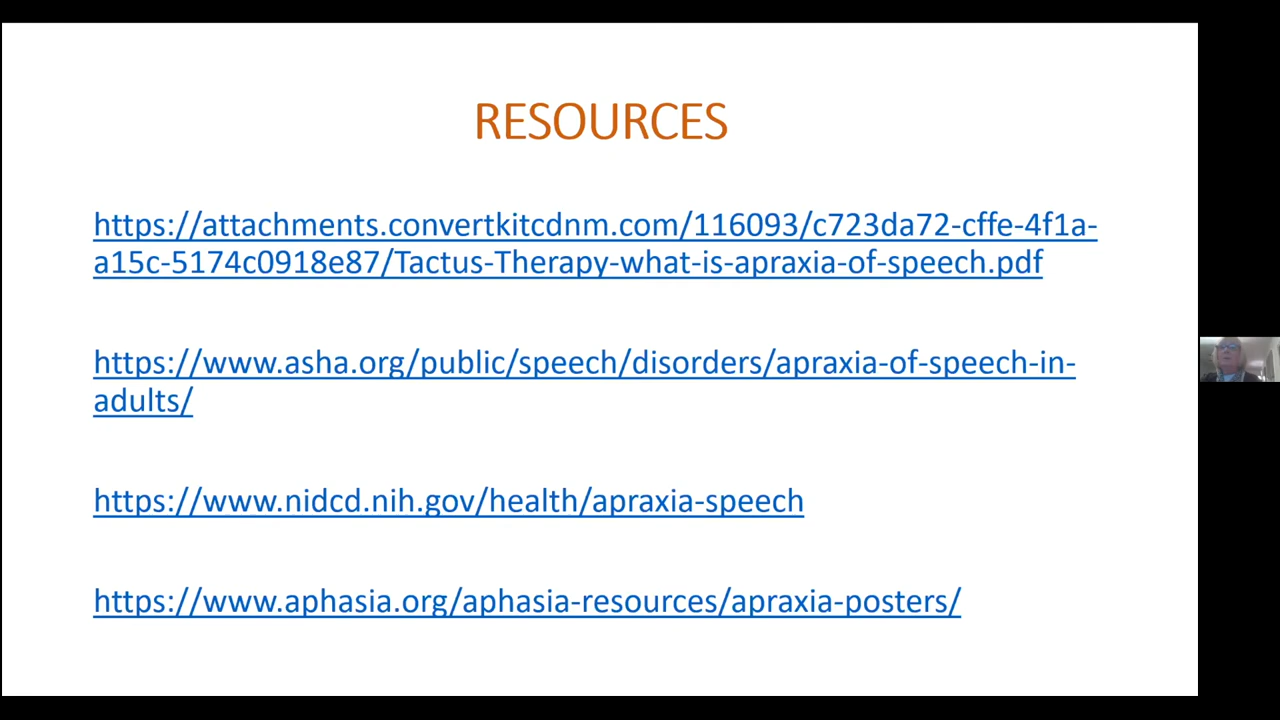 RESOURCES
https://attachments.convertkitcdnm.com/116093/c723da72-cffe-4f1a-
a15c-5174c0918e87/Tactus-Therapy-what-is-apraxia-of-speech.pdf
https://www.asha.org/public/speech/disorders/apraxia-of-speech-in-
adults/
https://www.nidcd.nih.gov/health/apraxia-speech
https://www.aphasia.org/aphasia-resources/apraxia-posters/